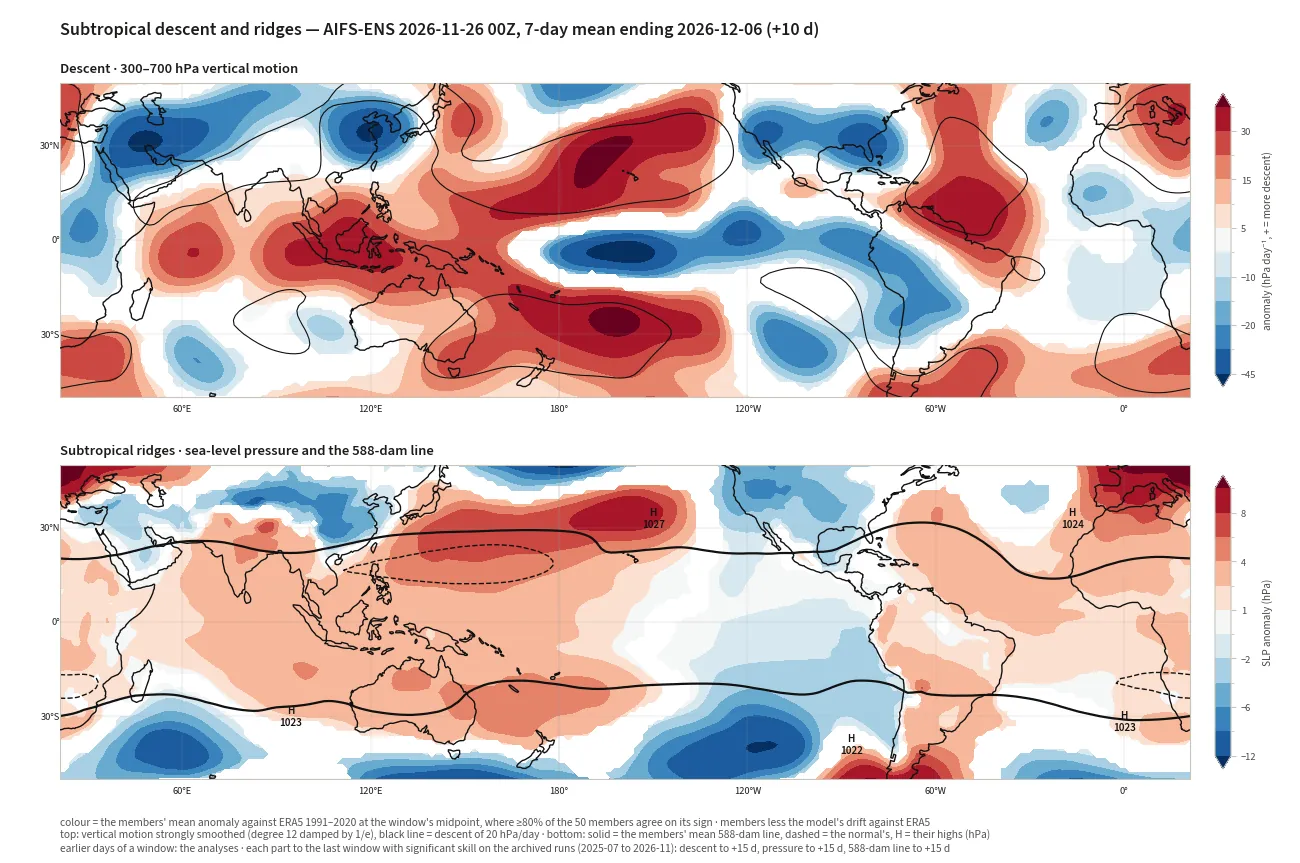 Subtropical descent and ridges — AIFS-ENS 2026-11-26 00Z, 7-day mean ending 2026-12-06 (+10 d)
Descent · 300–700 hPa vertical motion
30°N
0°
30°S
60°E
120°E
180°
120°W
60°W
0°
30
15
5
−10
−20
−45
anomaly (hPa day⁻¹, + = more descent)
Subtropical ridges · sea-level pressure and the 588-dam line
30°N
0°
30°S
H
1027
H
1024
H
1023
H
1022
H
1023
60°E
120°E
180°
120°W
60°W
0°
8
4
1
−2
−6
−12
SLP anomaly (hPa)
colour = the members' mean anomaly against ERA5 1991–2020 at the window's midpoint, where ≥80% of the 50 members agree on its sign · members less the model's drift against ERA5
top: vertical motion strongly smoothed (degree 12 damped by 1/e), black line = descent of 20 hPa/day · bottom: solid = the members' mean 588-dam line, dashed = the normal's, H = their highs (hPa)
earlier days of a window: the analyses · each part to the last window with significant skill on the archived runs (2025-07 to 2026-11): descent to +15 d, pressure to +15 d, 588-dam line to +15 d